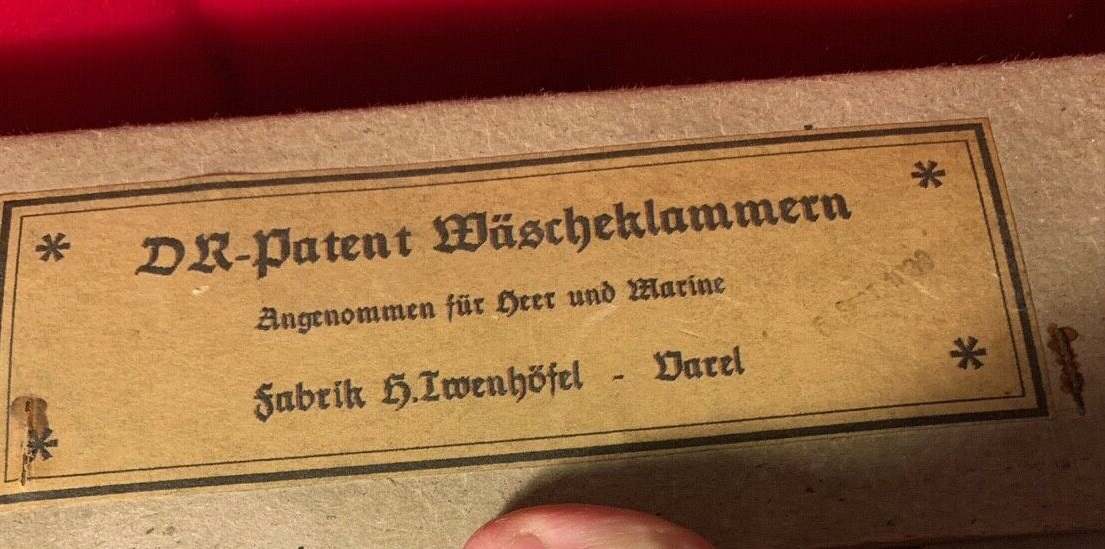 DR-Patent Wäscheklammern
Angenommen für Heer und Marine
Fabrik H. Twenhöfel - Varel